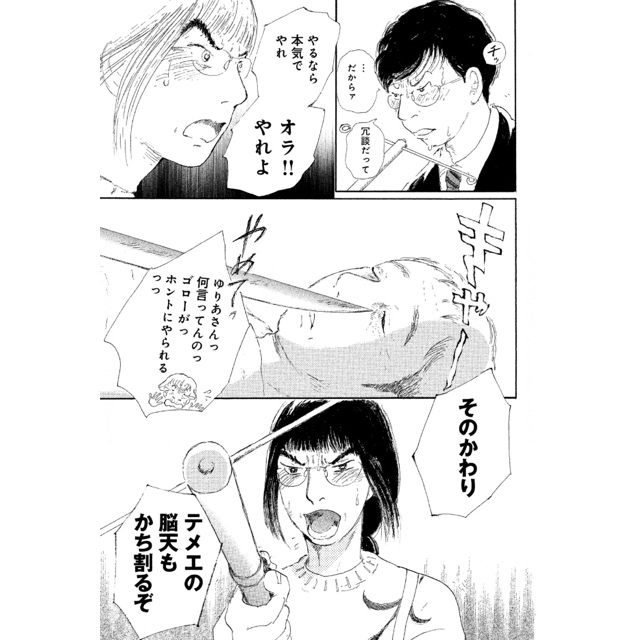 チッ
…
だからァ
冗談だって
やるなら
本気で
やれ
オラ!!
やれよ
キャー
やや
ゆりあさんっ
何言ってんのっ
ゴローがっ
ホントにやられる
っっ
そのかわり
テメエの
脳天も
かち割るぞ